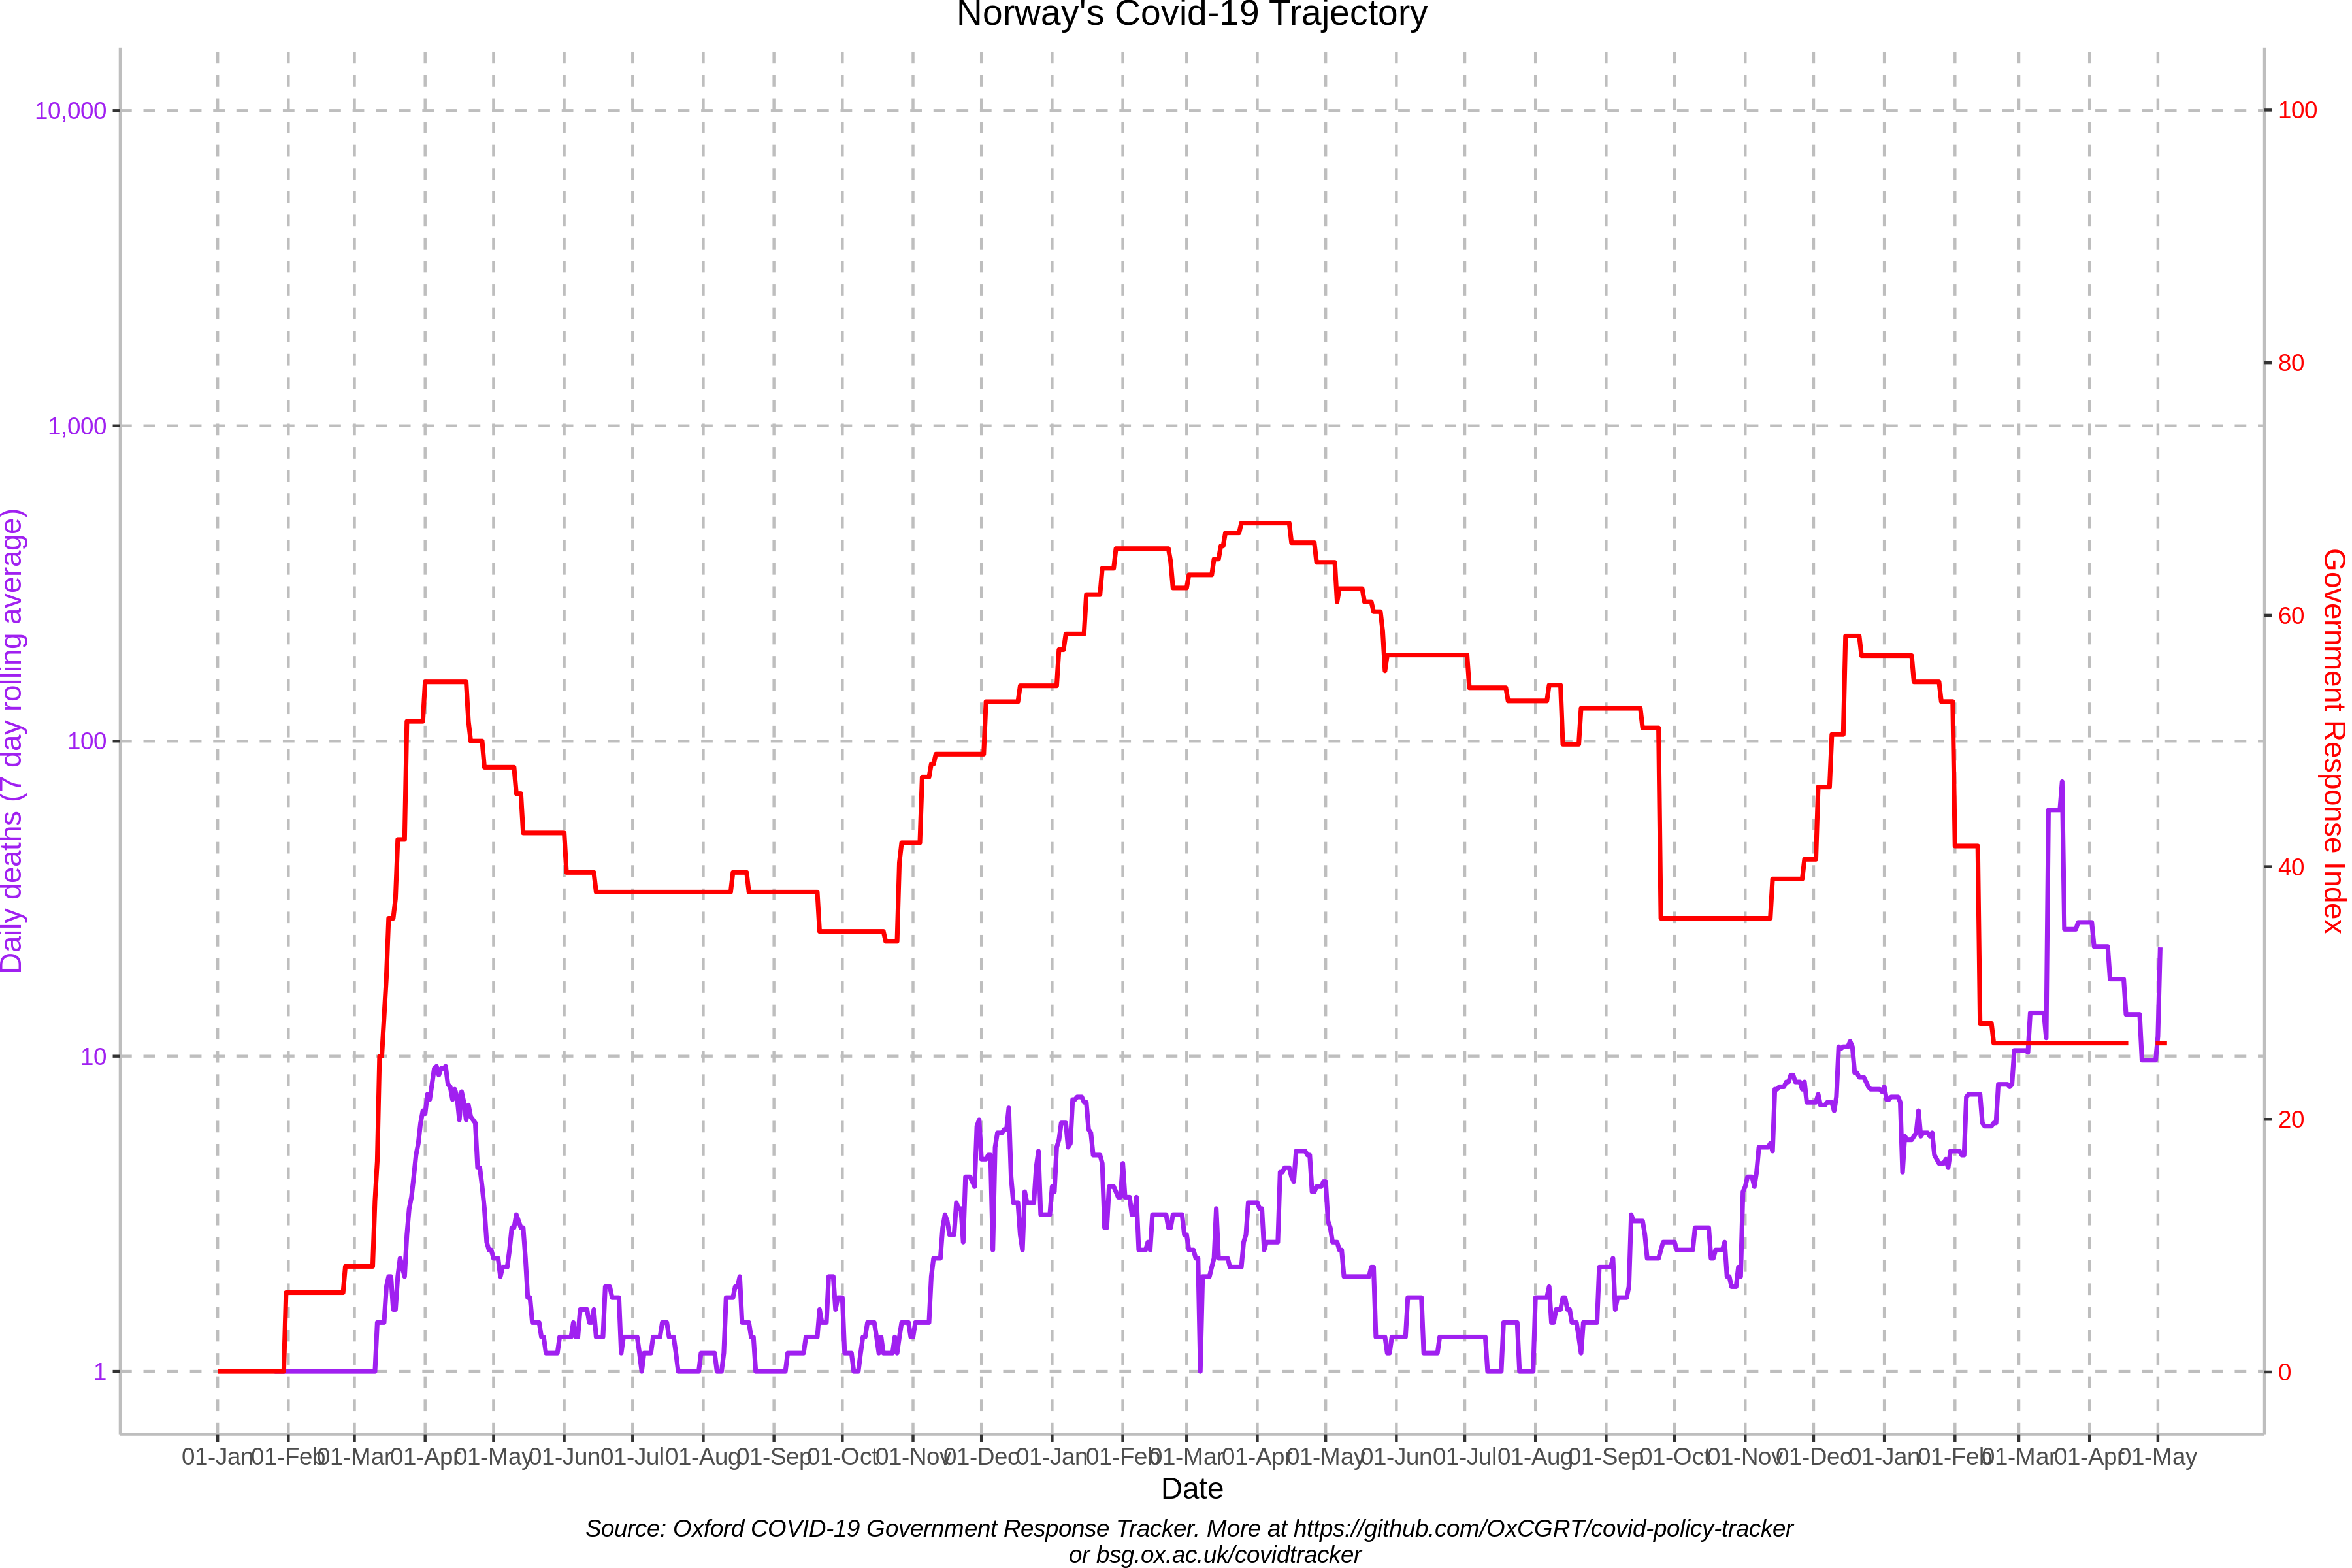 Norway's Covid-19 Trajectory
10,000
1,000
100
10
1
Daily deaths (7 day rolling average)
100
80
60
40
20
0
Government Response Index
01-Jan 01-Feb 01-Mar 01-Apr 01-May 01-Jun 01-Jul 01-Aug 01-Sep 01-Oct 01-Nov 01-Dec 01-Jan 01-Feb 01-Mar 01-Apr 01-May 01-Jun 01-Jul 01-Aug 01-Sep 01-Oct 01-Nov 01-Dec 01-Jan 01-Feb 01-Mar 01-Apr 01-May
Date
Source: Oxford COVID-19 Government Response Tracker. More at https://github.com/OxCGRT/covid-policy-tracker
or bsg.ox.ac.uk/covidtracker